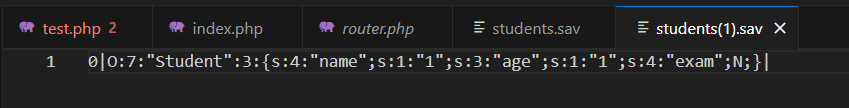 test.php 2 index.php router.php students.sav students(1).sav ×
1 0|O:7:"Student":3:{s:4:"name";s:1:"1";s:3:"age";s:1:"1";s:4:"exam";N;}|